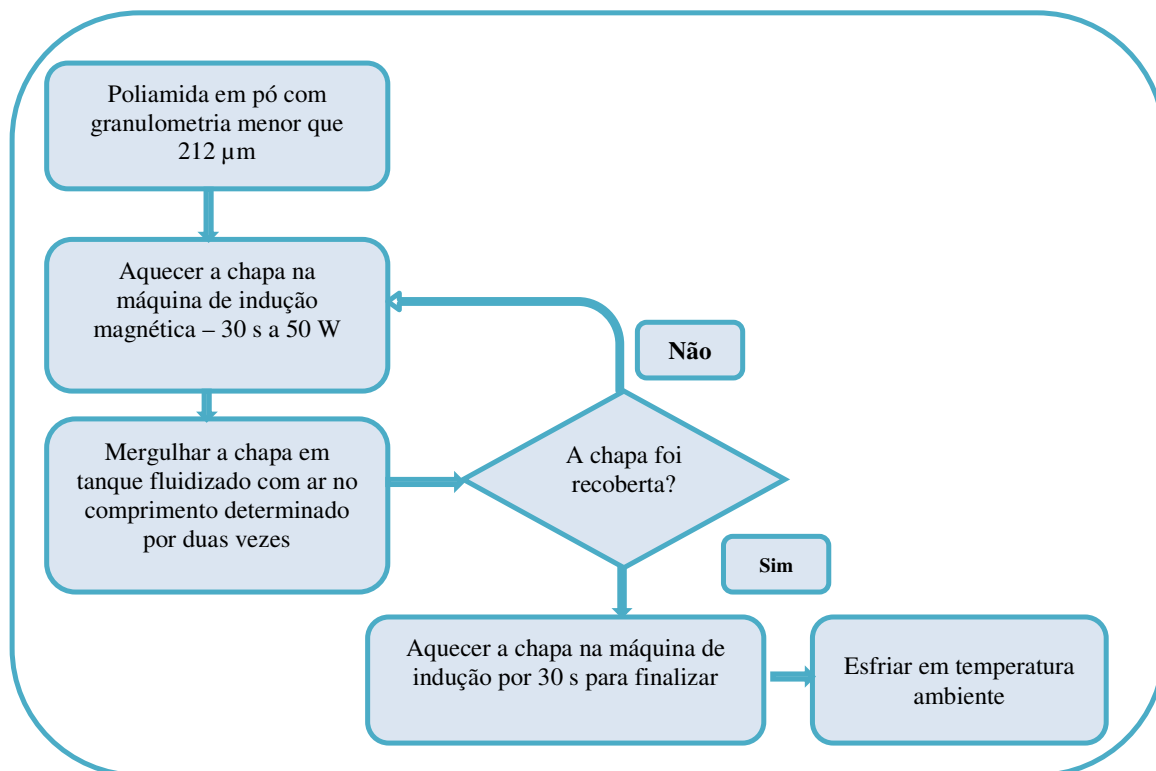 Poliamida em pó com
granulometria menor que
212 µm
Aquecer a chapa na
máquina de indução
magnética – 30 s a 50 W
Não
Mergulhar a chapa em
tanque fluidizado com ar no
comprimento determinado
por duas vezes
A chapa foi
recoberta?
Sim
Aquecer a chapa na máquina de
indução por 30 s para finalizar
Esfriar em temperatura
ambiente